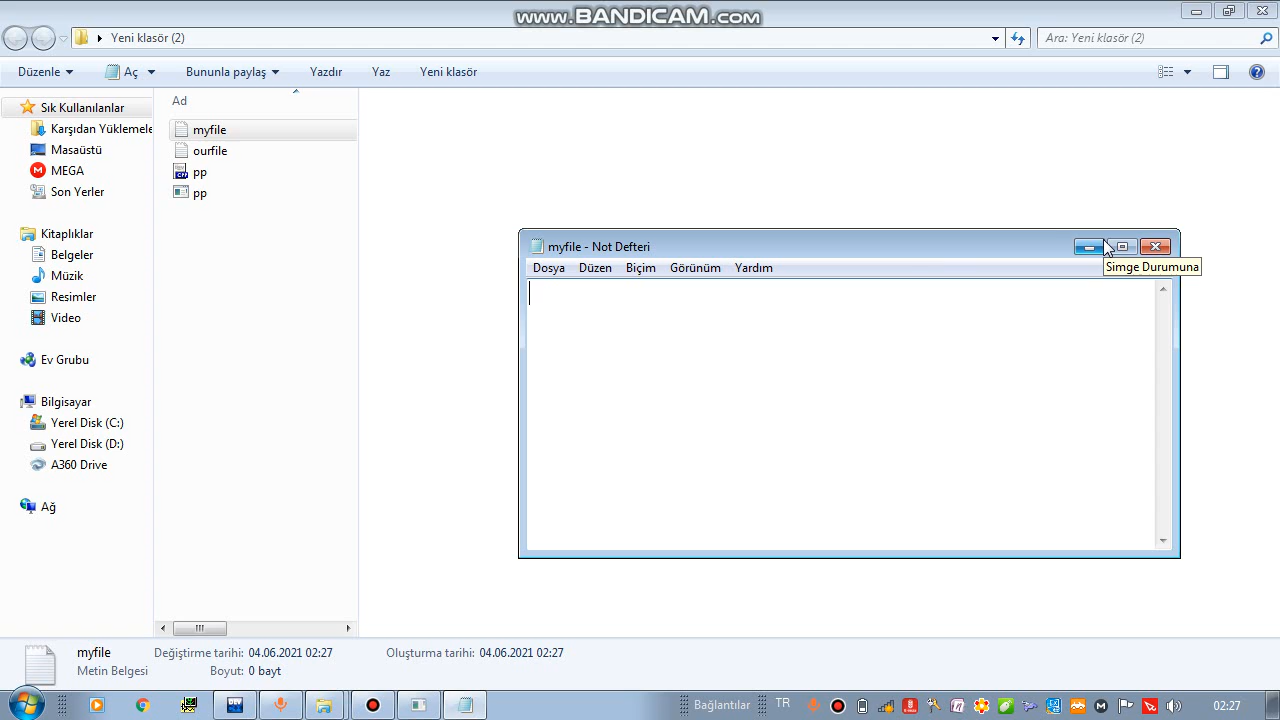 www.BANDICAM.com
Yeni klasör (2)
Ara: Yeni klasör (2)
Düzenle
Aç
Bununla paylaş
Yazdır
Yaz
Yeni klasör
Sık Kullanılanlar
Karşıdan Yüklemele
Masaüstü
MEGA
Son Yerler
Kitaplıklar
Belgeler
Müzik
Resimler
Video
Ev Grubu
Bilgisayar
Yerel Disk (C:)
Yerel Disk (D:)
A360 Drive
Ağ
Ad
myfile
ourfile
pp
pp
myfile - Not Defteri
Dosya Düzen Biçim Görünüm Yardım
Simge Durumuna
myfile
Metin Belgesi
Değiştirme tarihi: 04.06.2021 02:27
Boyut: 0 bayt
Oluşturma tarihi: 04.06.2021 02:27
Bağlantılar
TR
02:27